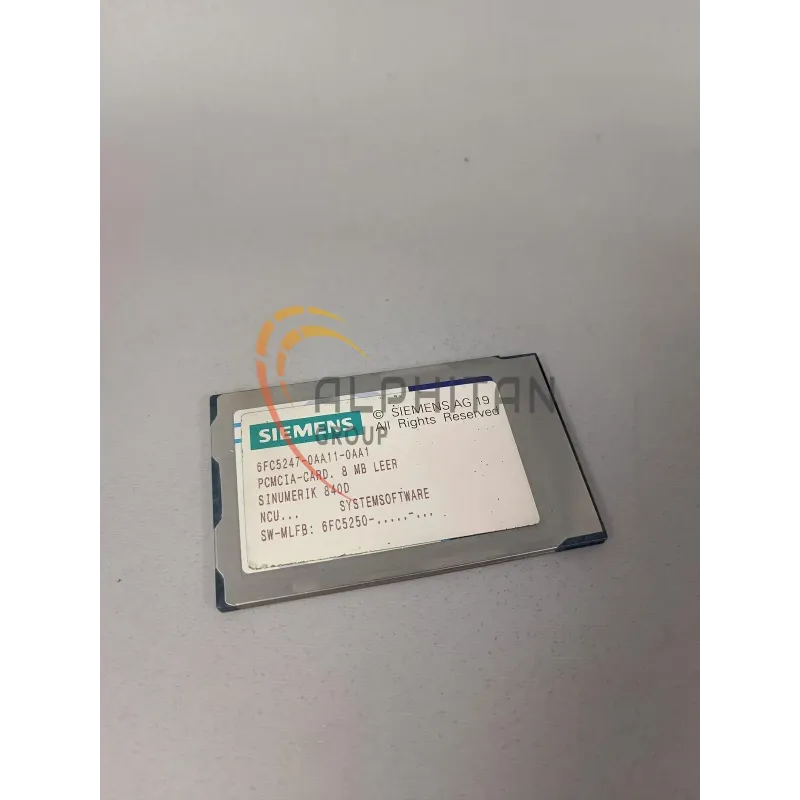 ALPHITAN
GROUP
SIEMENS
© SIEMENS AG 19
All Rights Reserved
6FC5247-0AA11-0AA1
PCMCIA-CARD, 8 MB LEER
SINUMERIK 840D
NCU... SYSTEMSOFTWARE
SW-MLFB: 6FC5250-.....-...